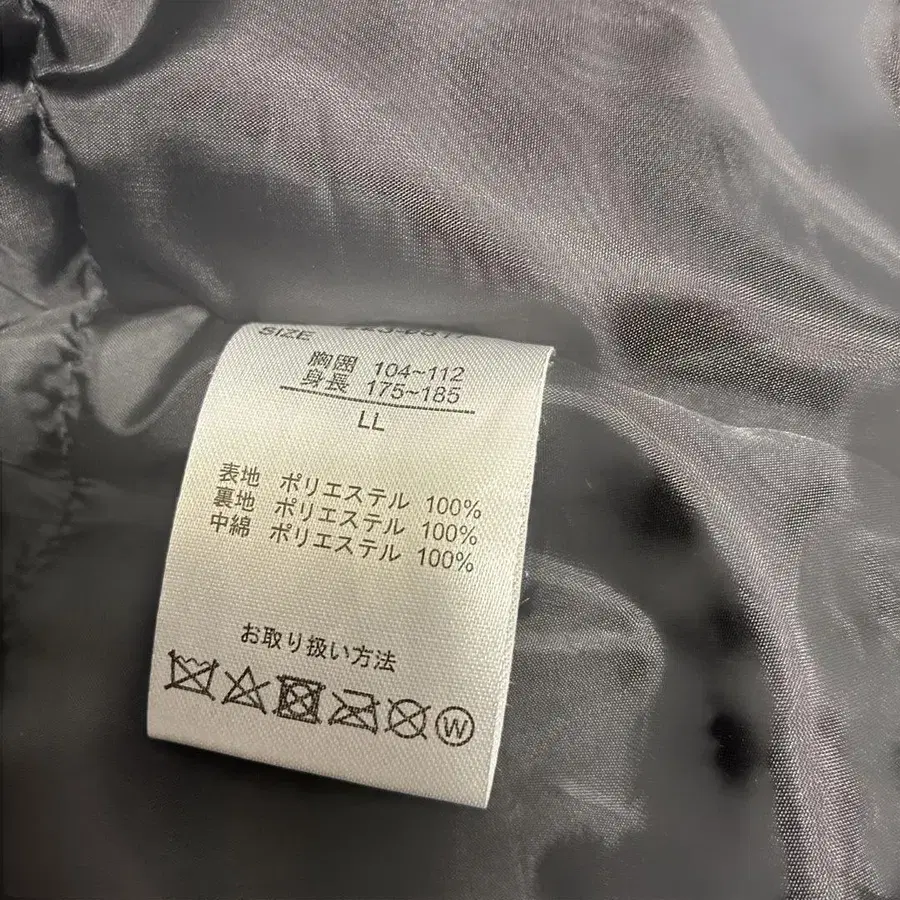 SIZE
胸囲 104~112
身長 175~185
LL
表地 ポリエステル 100%
裏地 ポリエステル 100%
中綿 ポリエステル 100%
お取り扱い方法
W